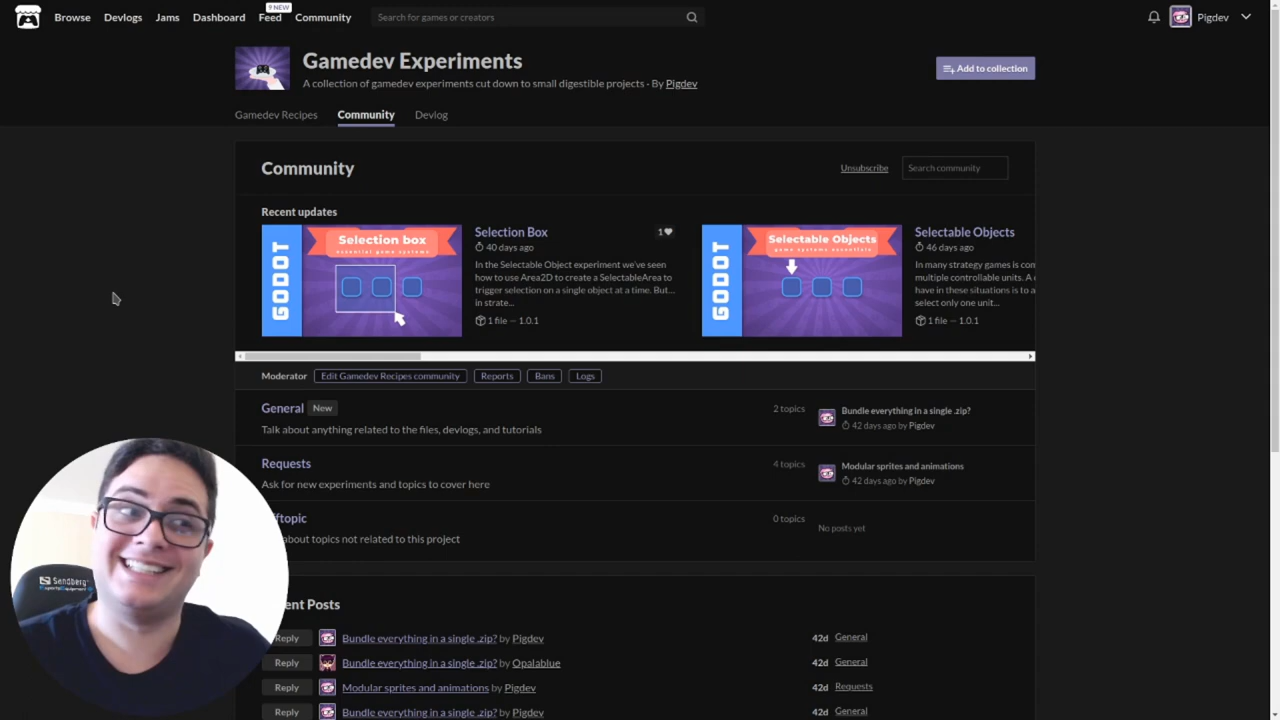 9 NEW
Browse Devlogs Jams Dashboard Feed Community Search for games or creators Pigdev
Gamedev Experiments
Add to collection
A collection of gamedev experiments cut down to small digestible projects · By Pigdev
Gamedev Recipes Community Devlog
Community
Unsubscribe Search community
Recent updates
GODOT
Selection box
essential game systems
Selection Box 1
40 days ago
In the Selectable Object experiment we've seen
how to use Area2D to create a SelectableArea to
trigger selection on a single object at a time. But...
in strate...
1 file — 1.0.1
GODOT
Selectable Objects
game systems essentials
Selectable Objects
46 days ago
In many strategy games is com
multiple controllable units. A
have in these situations is to a
select only one unit...
1 file — 1.0.1
Moderator Edit Gamedev Recipes community Reports Bans Logs
General New 2 topics Bundle everything in a single .zip?
Talk about anything related to the files, devlogs, and tutorials 42 days ago by Pigdev
Requests 4 topics Modular sprites and animations
Ask for new experiments and topics to cover here 42 days ago by Pigdev
ftopic 0 topics No posts yet
about topics not related to this project
ent Posts
Reply Bundle everything in a single .zip? by Pigdev 42d General
Reply Bundle everything in a single .zip? by Opalablue 42d General
Reply Modular sprites and animations by Pigdev 42d Requests
Reply Bundle everything in a single .zip? by Pigdev 42d General